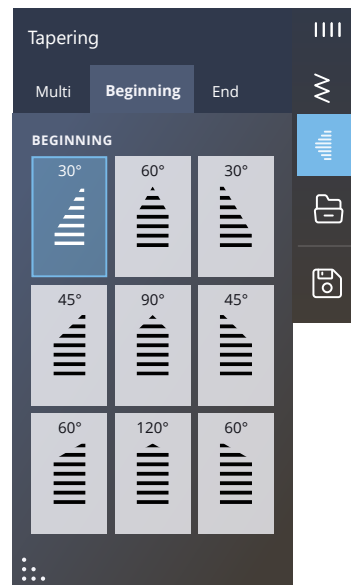 Tapering
Multi Beginning End
BEGINNING
30° 60° 30°
45° 90° 45°
60° 120° 60°